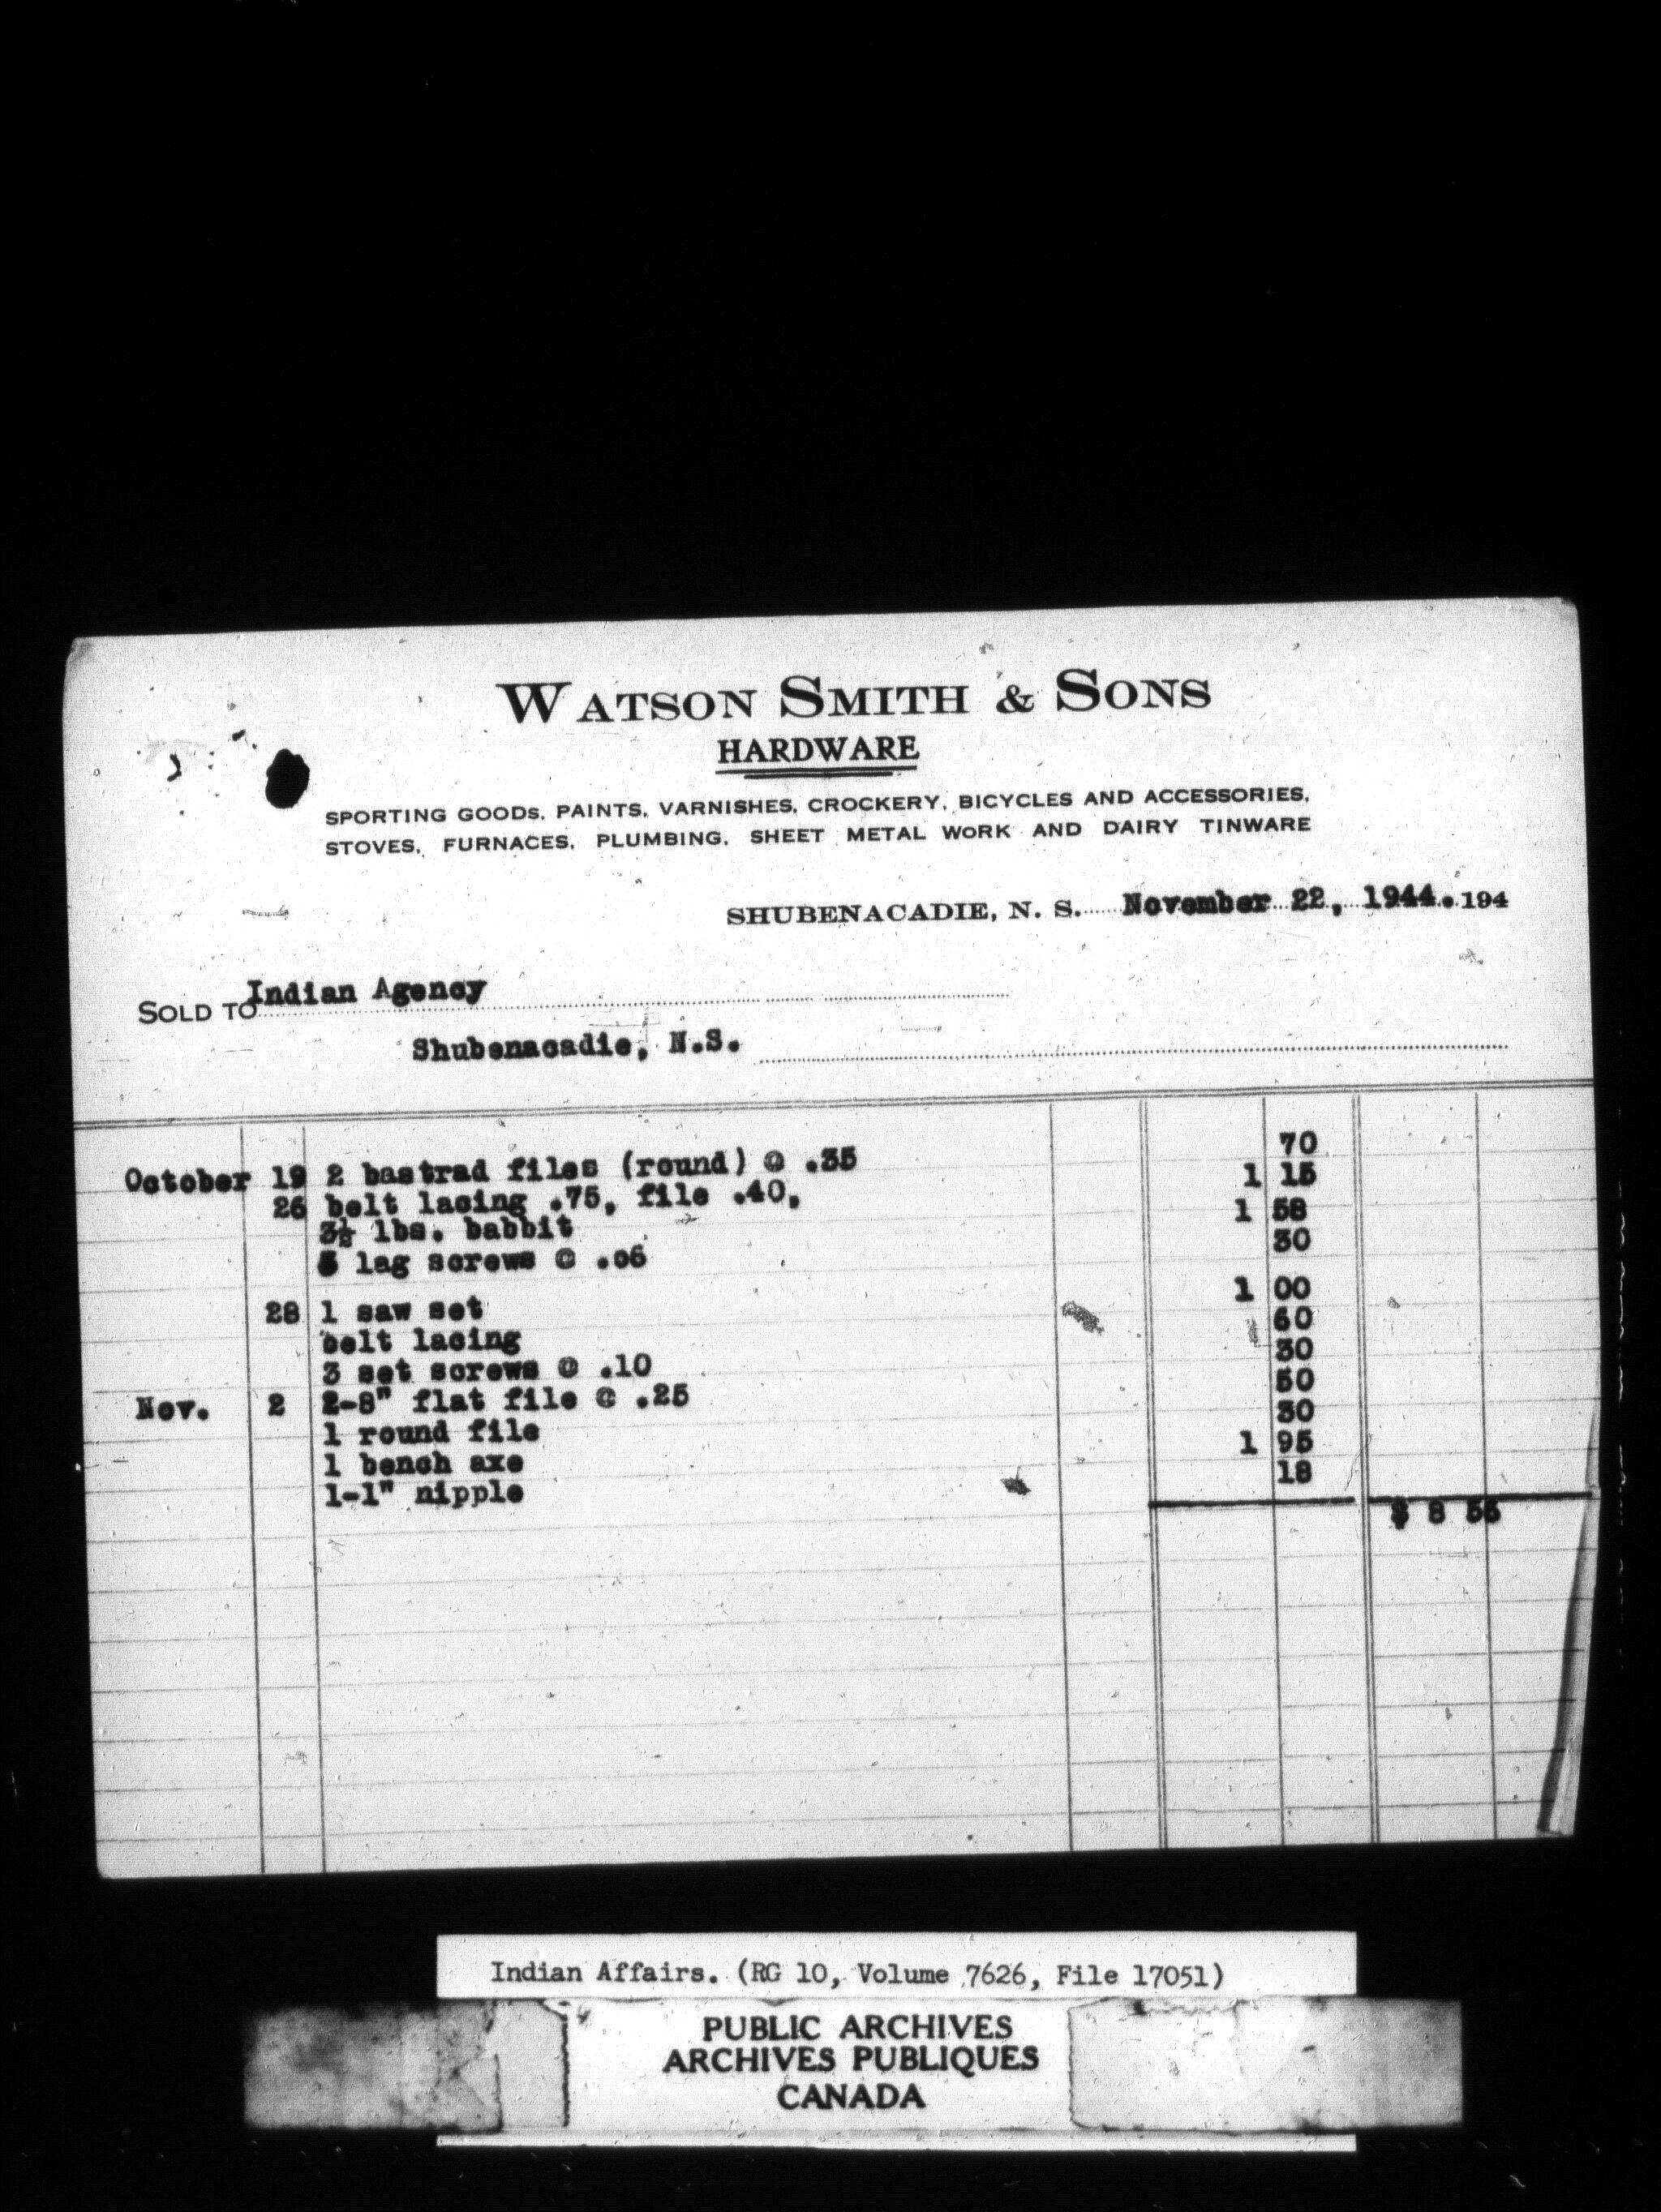 WATSON SMITH & SONS
HARDWARE
SPORTING GOODS, PAINTS, VARNISHES, CROCKERY, BICYCLES AND ACCESSORIES,
STOVES, FURNACES, PLUMBING, SHEET METAL WORK AND DAIRY TINWARE
SHUBENACADIE, N. S. November 22, 1944. 194
SOLD TO Indian Agency
Shubenacadie, N.S.
October 19 2 bastrad files (round) @ .35 70
26 belt lacing .75, file .40, 1 15
3½ lbs. babbit 1 58
5 lag screws @ .06 30
28 1 saw set 1 00
belt lacing 60
3 set screws @ .10 30
Nov. 2 2-8" flat file @ .25 50
1 round file 30
1 bench axe 1 95
1-1" nipple 18
$ 8 56
Indian Affairs. (RG 10, Volume 7626, File 17051)
PUBLIC ARCHIVES
ARCHIVES PUBLIQUES
CANADA